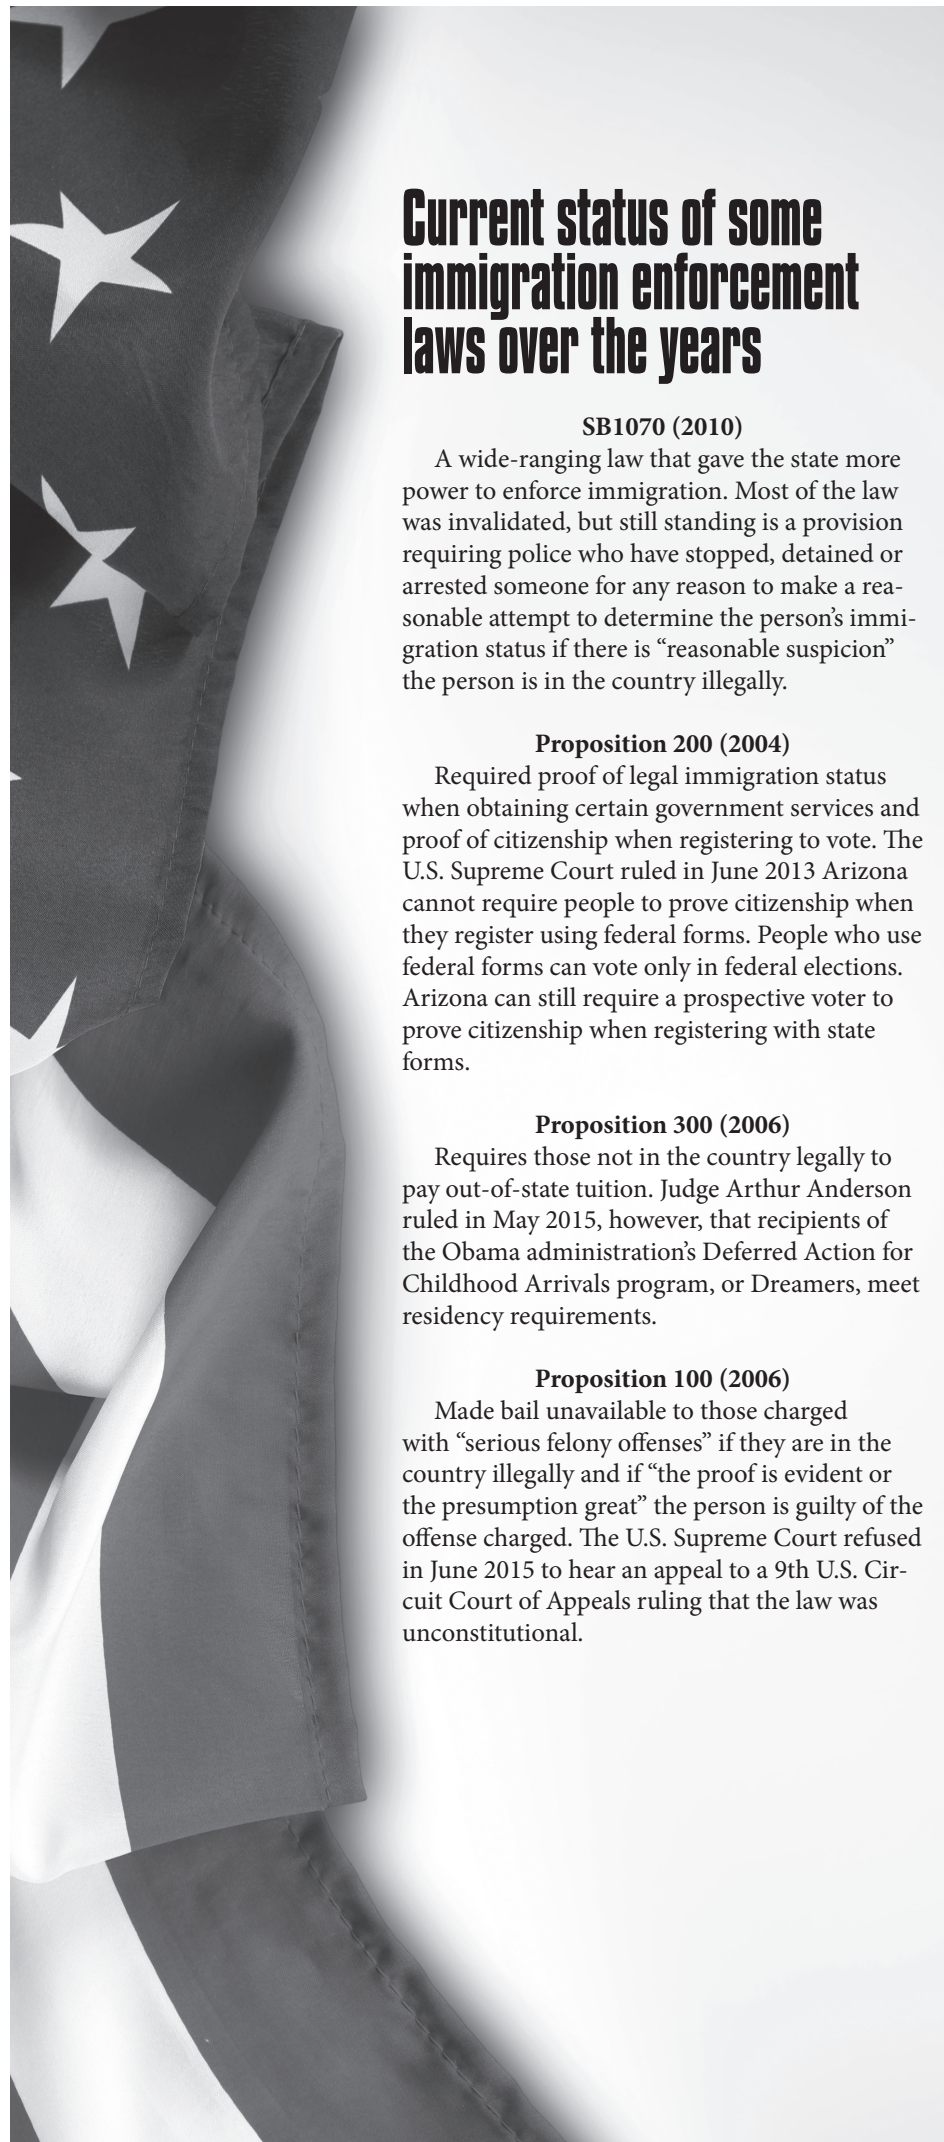 Current status of some
immigration enforcement
laws over the years
SB1070 (2010)
A wide-ranging law that gave the state more
power to enforce immigration. Most of the law
was invalidated, but still standing is a provision
requiring police who have stopped, detained or
arrested someone for any reason to make a rea-
sonable attempt to determine the person’s immi-
gration status if there is “reasonable suspicion”
the person is in the country illegally.
Proposition 200 (2004)
Required proof of legal immigration status
when obtaining certain government services and
proof of citizenship when registering to vote. The
U.S. Supreme Court ruled in June 2013 Arizona
cannot require people to prove citizenship when
they register using federal forms. People who use
federal forms can vote only in federal elections.
Arizona can still require a prospective voter to
prove citizenship when registering with state
forms.
Proposition 300 (2006)
Requires those not in the country legally to
pay out-of-state tuition. Judge Arthur Anderson
ruled in May 2015, however, that recipients of
the Obama administration’s Deferred Action for
Childhood Arrivals program, or Dreamers, meet
residency requirements.
Proposition 100 (2006)
Made bail unavailable to those charged
with “serious felony offenses” if they are in the
country illegally and if “the proof is evident or
the presumption great” the person is guilty of the
offense charged. The U.S. Supreme Court refused
in June 2015 to hear an appeal to a 9th U.S. Cir-
cuit Court of Appeals ruling that the law was
unconstitutional.